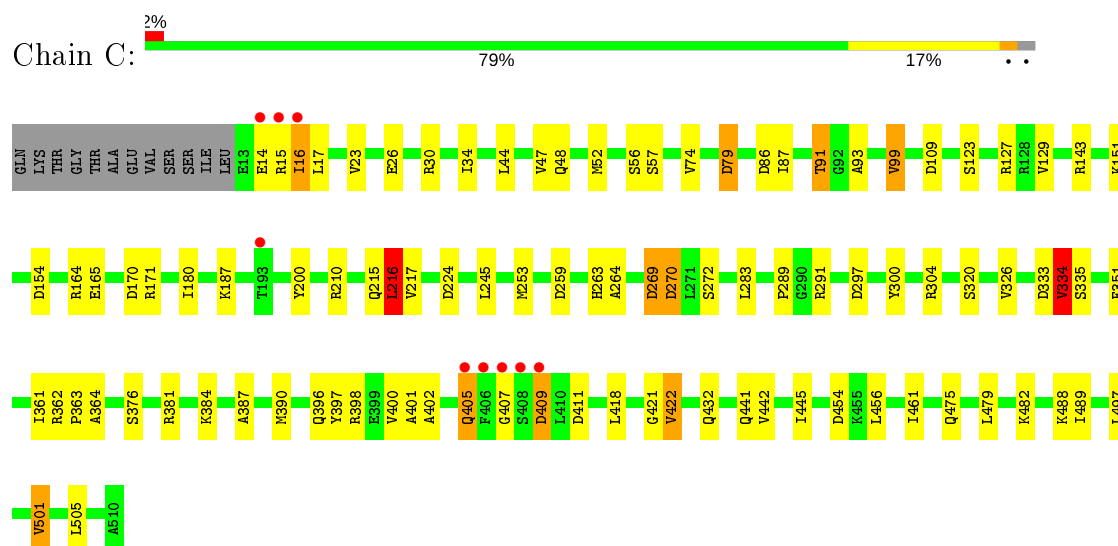 2%
Chain C:
79% 17% • •
GLN LYS THR GLY THR ALA GLU VAL SER SER ILE LEU E13 E14 R15 I16 L17 V23 E26 R30 I34 L44 V47 Q48 M52 S56 S57 V74 D79 D86 I87 T91 G92 A93 V99 D109 S123 R127 R128 V129 R143 K151
D154 R164 E165 D170 R171 I180 K187 T193 Y200 R210 Q215 L216 V217 D224 L245 M253 D259 H263 A264 D269 D270 L271 S272 L283 P289 G290 R291 D297 Y300 R304 S320 V326 D333 V334 S335
I361 R362 P363 A364 S376 R381 K384 A387 M390 Q396 Y397 R398 E399 V400 A401 A402 Q405 F406 G407 S408 D409 L410 D411 L418 G421 V422 Q432 Q441 V442 I445 D454 K455 L456 I461 Q475 L479 K482 K488 I489
V501 L505 A510